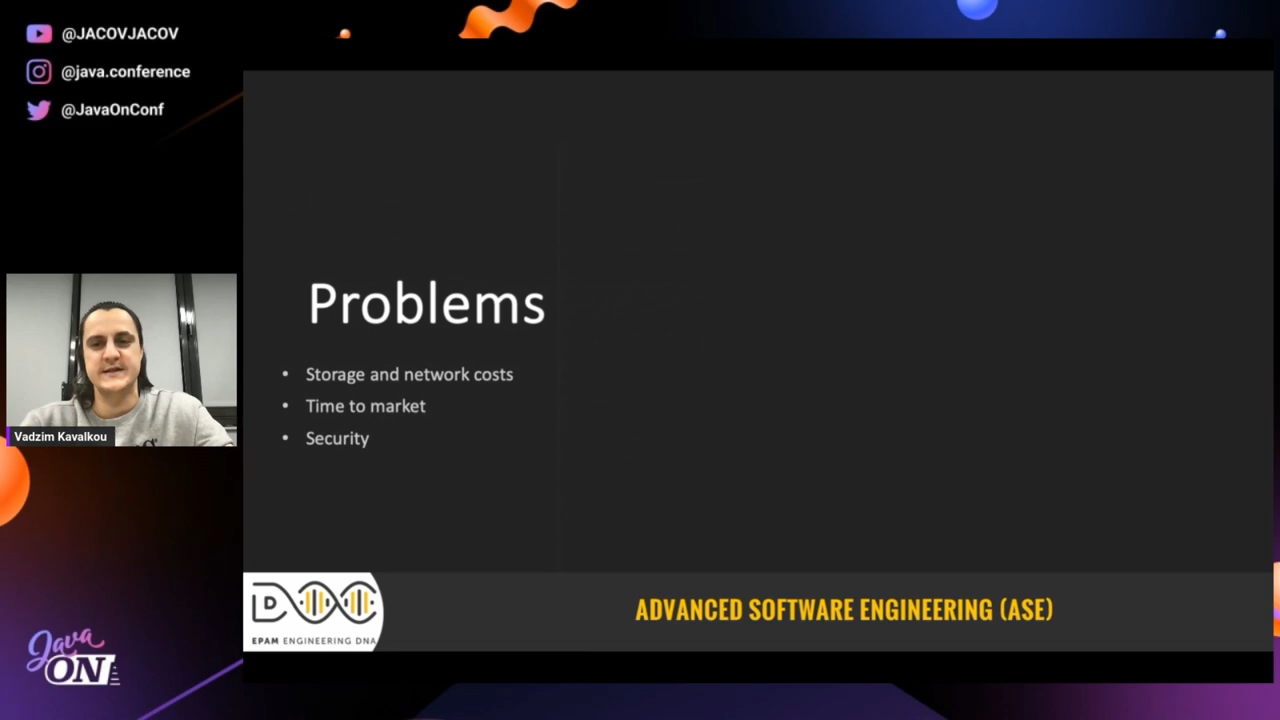 @JACOVJACOV
@java.conference
@JavaOnConf
Problems
• Storage and network costs
• Time to market
• Security
Vadzim Kavalkou
EPAM ENGINEERING DNA
ADVANCED SOFTWARE ENGINEERING (ASE)
Java
ON